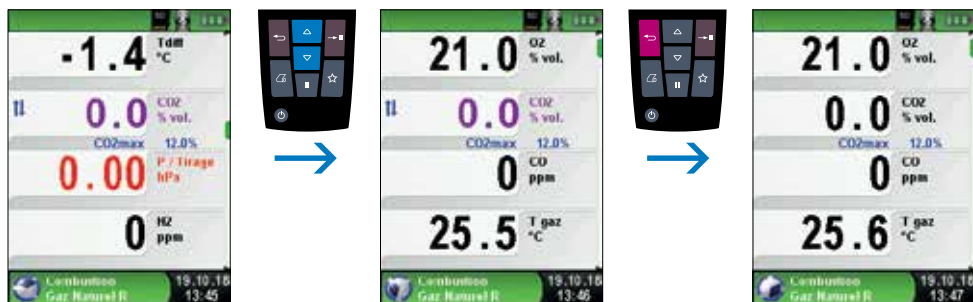 -1.4 Tdiff
°C
0.0 CO2
% vol.
CO2max 12.0%
0.00 P / Tirage
hPa
0 H2
ppm
Combustion 19.10.18
Gaz Naturel R 13:45
21.0 O2
% vol.
0.0 CO2
% vol.
CO2max 12.0%
0 CO
ppm
25.5 T gaz
°C
Combustion 19.10.18
Gaz Naturel R 13:46
21.0 O2
% vol.
0.0 CO2
% vol.
CO2max 12.0%
0 CO
ppm
25.6 T gaz
°C
Combustion 19.10.18
Gaz Naturel R 13:47